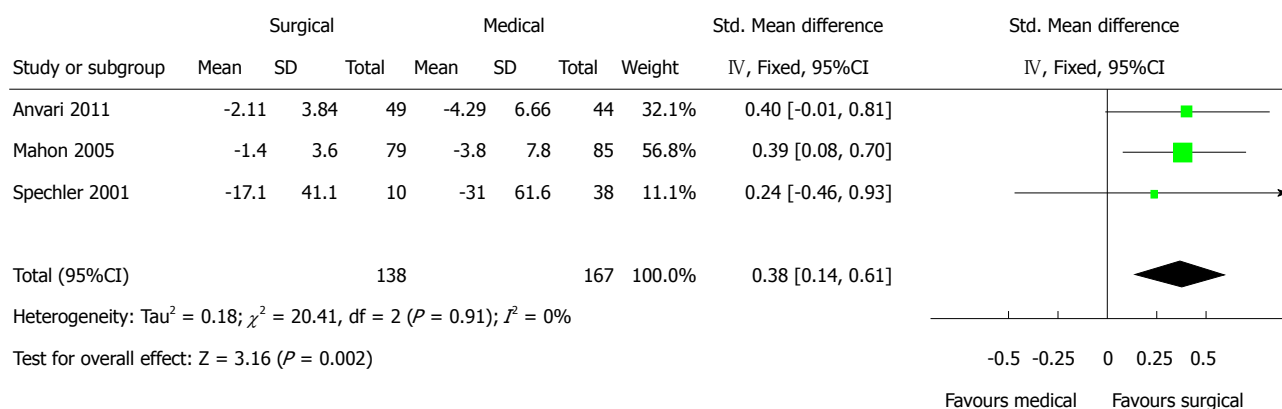 Surgical Medical Std. Mean difference Std. Mean difference
Study or subgroup Mean SD Total Mean SD Total Weight Ⅳ, Fixed, 95%CI Ⅳ, Fixed, 95%CI
Anvari 2011 -2.11 3.84 49 -4.29 6.66 44 32.1% 0.40 [-0.01, 0.81]
Mahon 2005 -1.4 3.6 79 -3.8 7.8 85 56.8% 0.39 [0.08, 0.70]
Spechler 2001 -17.1 41.1 10 -31 61.6 38 11.1% 0.24 [-0.46, 0.93]
Total (95%CI) 138 167 100.0% 0.38 [0.14, 0.61]
Heterogeneity: Tau² = 0.18; χ² = 20.41, df = 2 (P = 0.91); I² = 0%
Test for overall effect: Z = 3.16 (P = 0.002)
-0.5 -0.25 0 0.25 0.5
Favours medical Favours surgical